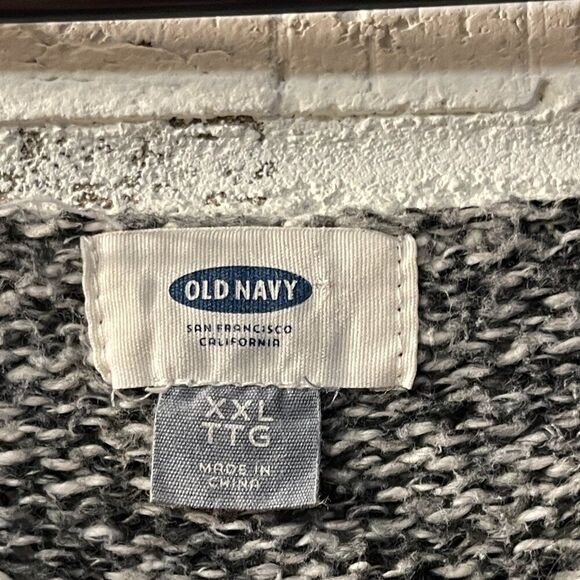 OLD NAVY
SAN FRANCISCO
CALIFORNIA
XXL
TTG
MADE IN
CHINA